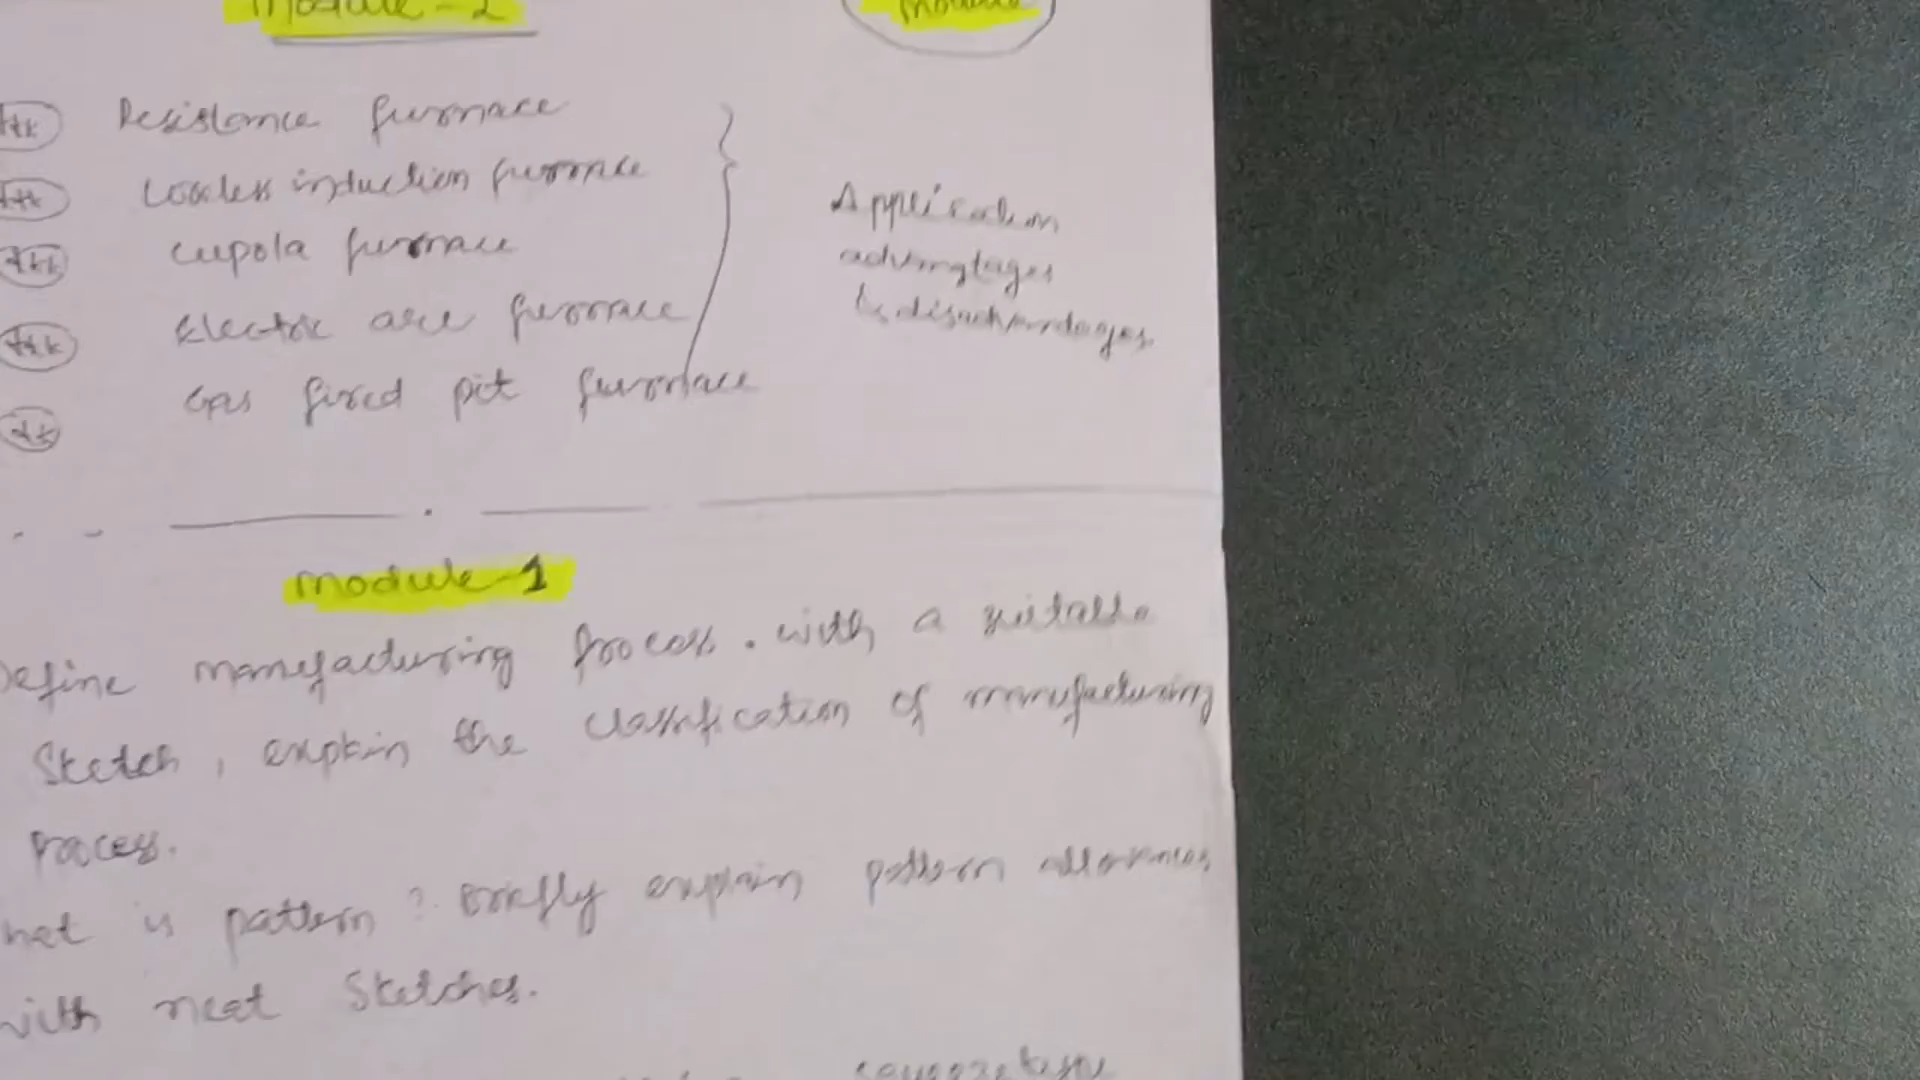 Module-2
Module
Resistance furnace
Coreless induction furnace
cupola furnace
Electric arc furnace
Gas fired pit furnace
Application
advantages
& disadvantages.
Module-1
Define manufacturing process. with a suitable
Sketch, explain the classification of manufacturing
process.
is pattern? Briefly explain pattern allowances
with neat Sketches.